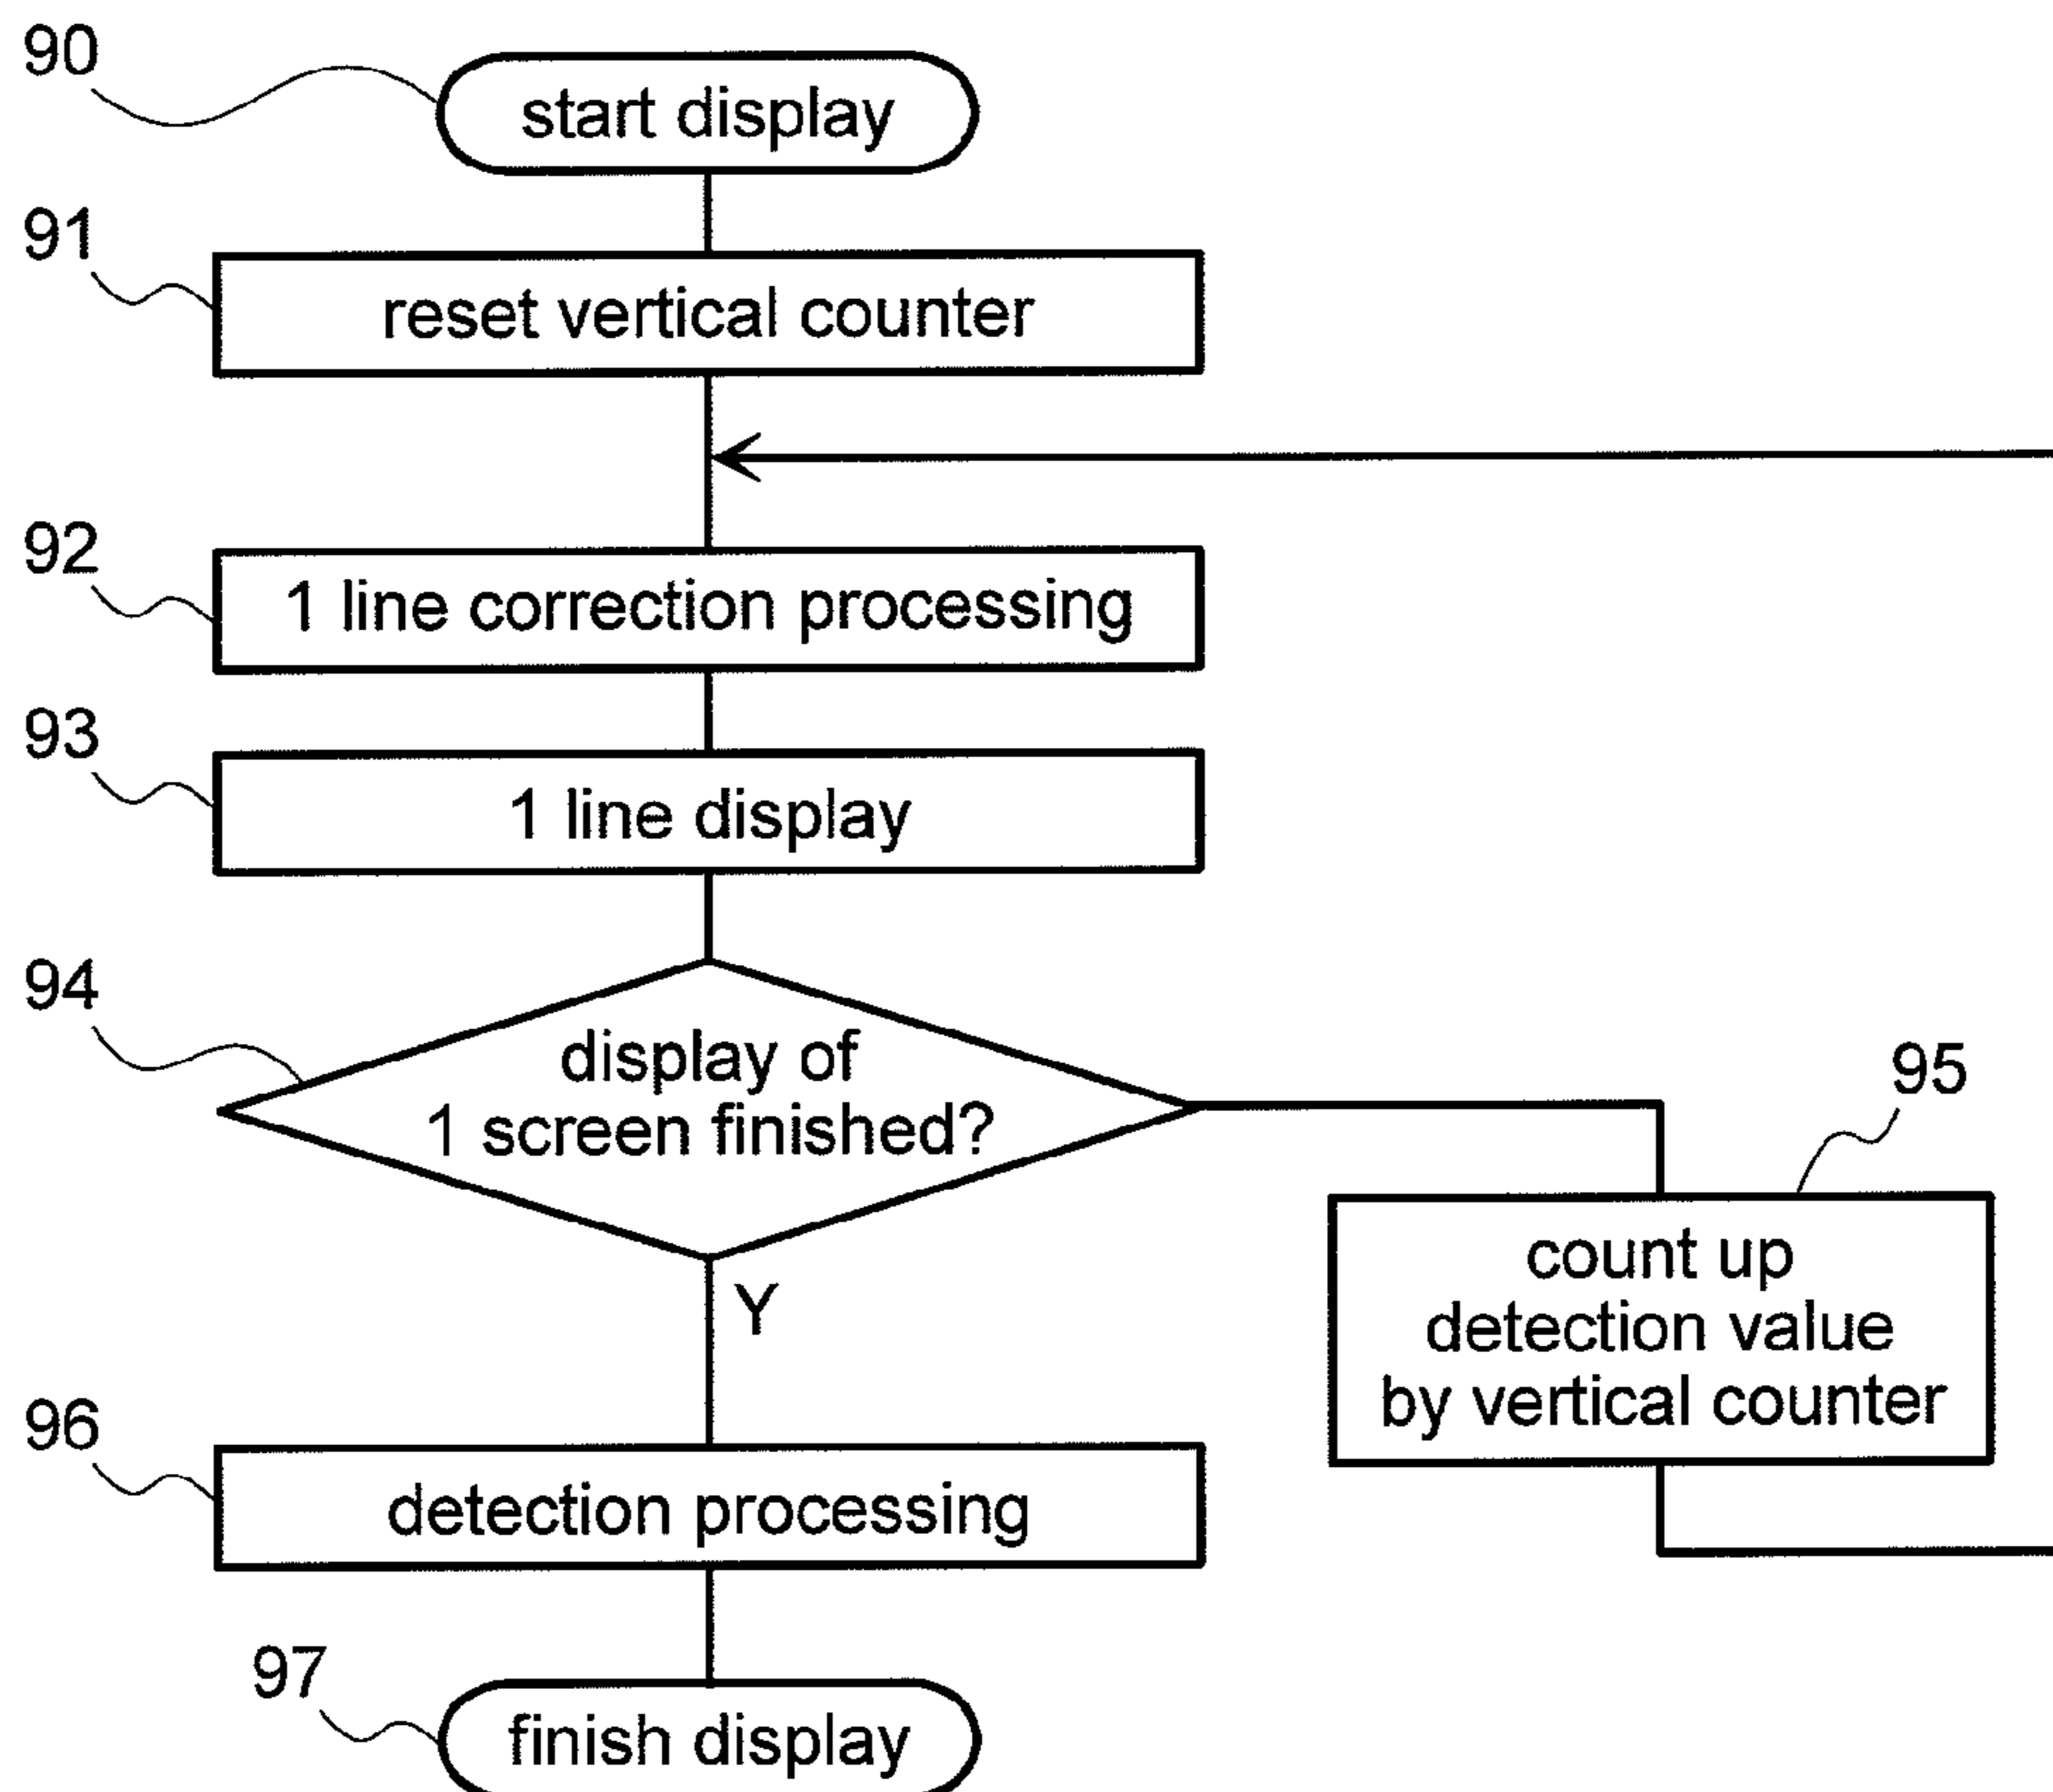 90
start display
91
reset vertical counter
92
1 line correction processing
93
1 line display
94
display of
1 screen finished?
95
count up
detection value
by vertical counter
Y
96
detection processing
97
finish display